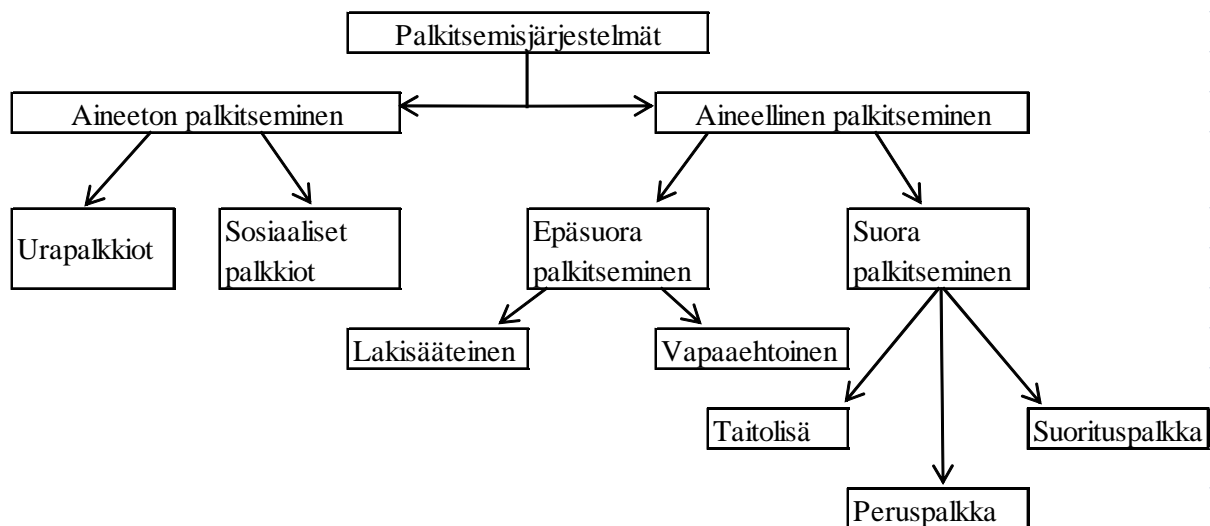 Palkitsemisjärjestelmät
Aineeton palkitseminen
Aineellinen palkitseminen
Urapalkkiot
Sosiaaliset
palkkiot
Epäsuora
palkitseminen
Suora
palkitseminen
Lakisääteinen
Vapaaehtoinen
Taitolisä
Suorituspalkka
Peruspalkka